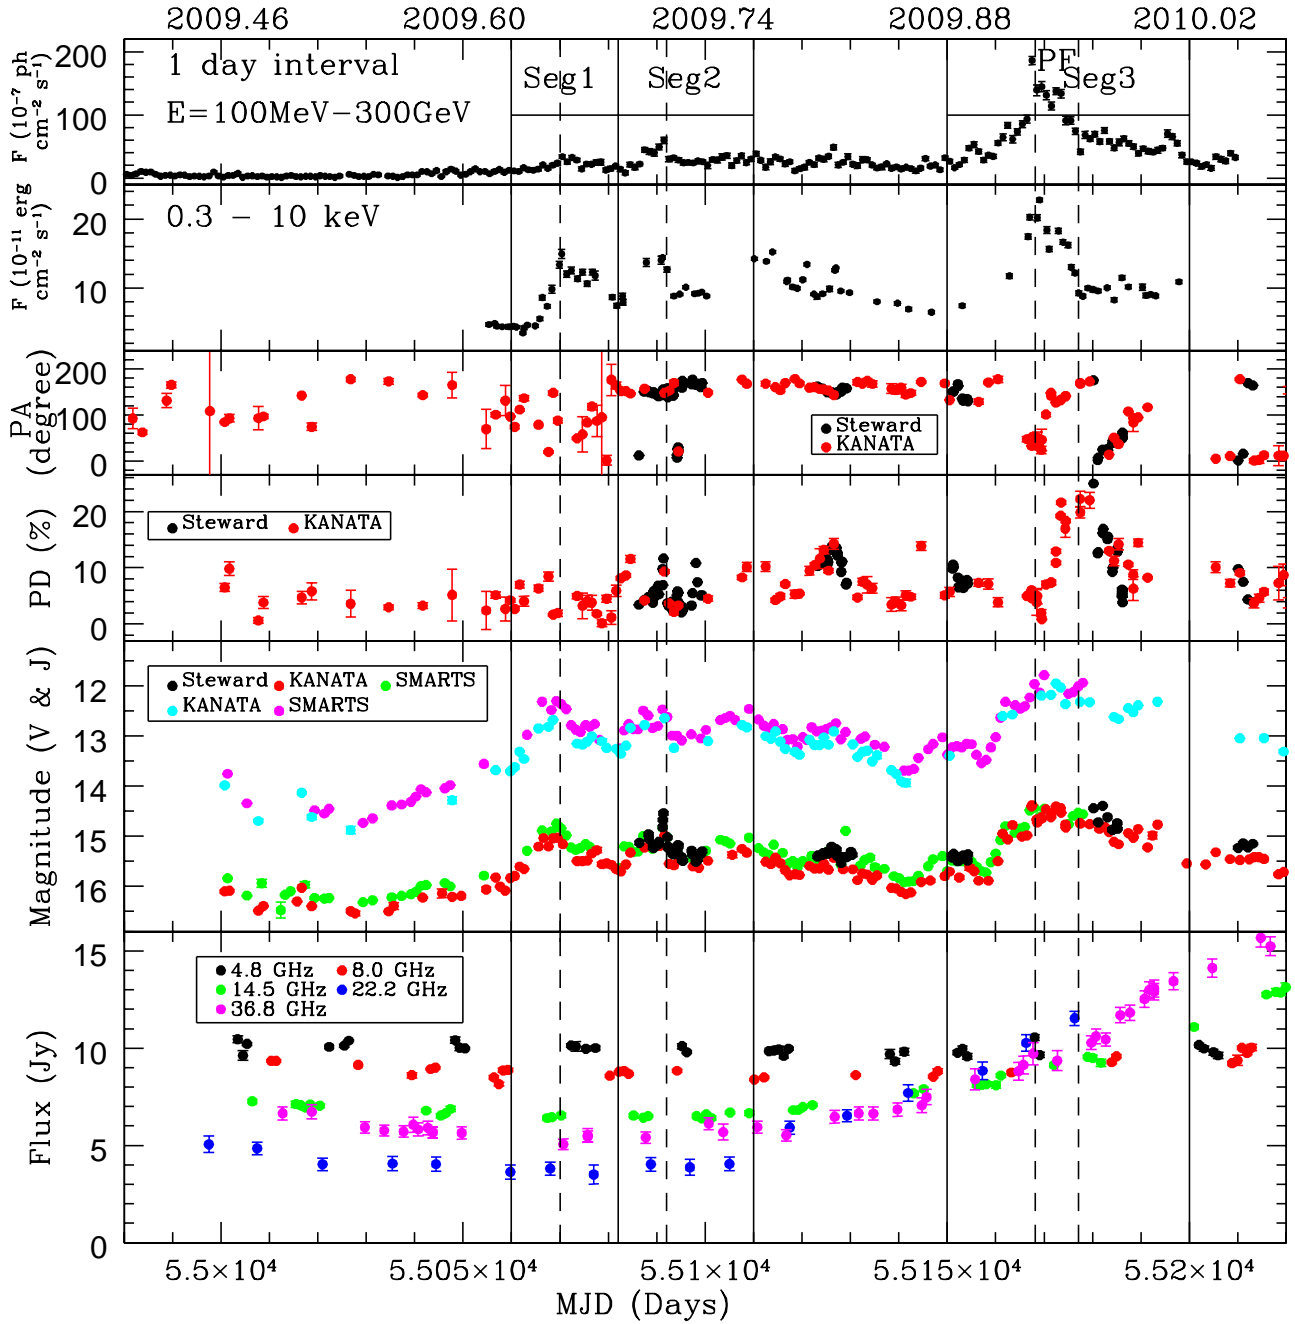 2009.46 2009.60 2009.74 2009.88 2010.02
F (10⁻⁷ ph
cm⁻² s⁻¹)
200
100
0
1 day interval
E=100MeV−300GeV
Seg1
Seg2
PF
Seg3
F (10⁻¹¹ erg
cm⁻² s⁻¹)
20
10
0.3 − 10 keV
PA
(degree)
200
100
0
Steward
KANATA
PD (%)
20
10
0
Steward KANATA
Magnitude (V & J)
12
13
14
15
16
Steward KANATA SMARTS
KANATA SMARTS
Flux (Jy)
15
10
5
0
4.8 GHz 8.0 GHz
14.5 GHz 22.2 GHz
36.8 GHz
5.5×10⁴ 5.505×10⁴ 5.51×10⁴ 5.515×10⁴ 5.52×10⁴
MJD (Days)